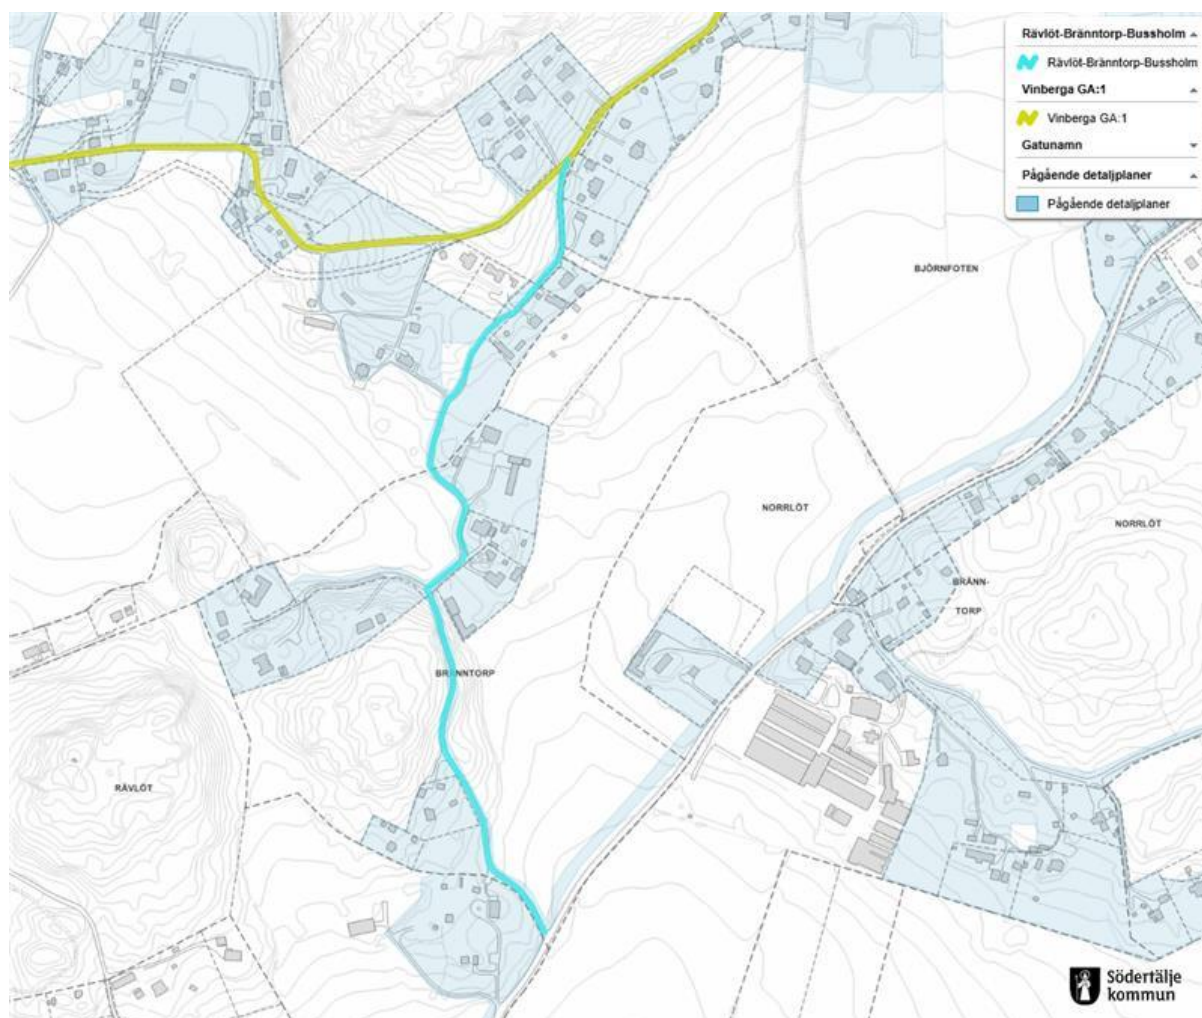 Rävlöt-Bränntorp-Bussholm
Rävlöt-Bränntorp-Bussholm
Vinberga GA:1
Vinberga GA:1
Gatunamn
Pågående detaljplaner
Pågående detaljplaner
BJÖRNFOTEN
NORRLÖT
NORRLÖT
BRÄNN-
TORP
BRÄNNTORP
RÄVLÖT
Södertälje
kommun